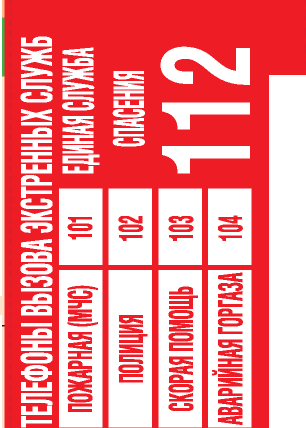 ТЕЛЕФОНЫ ВЫЗОВА ЭКСТРЕННЫХ СЛУЖБ
ПОЖАРНАЯ (МЧС) 101
ПОЛИЦИЯ 102
СКОРАЯ ПОМОЩЬ 103
АВАРИЙНАЯ ГОРГАЗА 104
ЕДИНАЯ СЛУЖБА
СПАСЕНИЯ
112